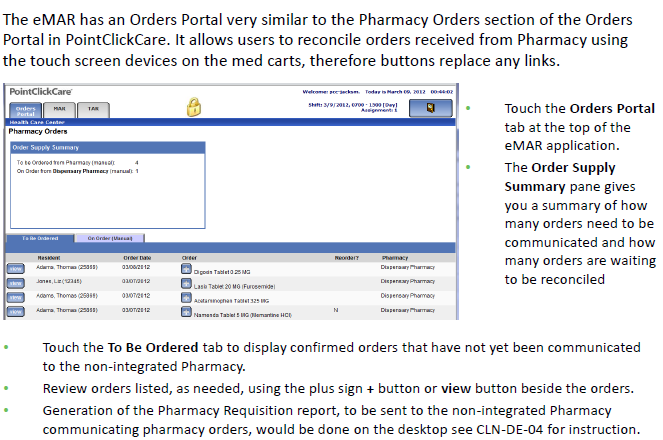 The eMAR has an Orders Portal very similar to the Pharmacy Orders section of the Orders
Portal in PointClickCare. It allows users to reconcile orders received from Pharmacy using
the touch screen devices on the med carts, therefore buttons replace any links.
PointClickCare
Welcome: pcc-jackson. Today is March 09, 2012 00:44:02
Orders Portal
MAR
TAR
Shift: 3/9/2012, 0700 - 1500 [Day]
Assignment: 1
Health Care Center
Pharmacy Orders
Order Supply Summary
To be Ordered from Pharmacy (manual): 4
On Order from Dispensary Pharmacy (manual): 1
To Be Ordered
On Order (Manual)
Resident Order Date Order Reorder? Pharmacy
view Adams, Thomas (25869) 03/08/2012 Digoxin Tablet 0.25 MG Dispensary Pharmacy
view Jones, Liz (12345) 03/07/2012 Lasix Tablet 20 MG (Furosemide) Dispensary Pharmacy
view Adams, Thomas (25869) 03/07/2012 Acetaminophen Tablet 325 MG Dispensary Pharmacy
view Adams, Thomas (25869) 03/07/2012 Namenda Tablet 5 MG (Memantine HCl) N Dispensary Pharmacy
• Touch the Orders Portal
tab at the top of the
eMAR application.
• The Order Supply
Summary pane gives
you a summary of how
many orders need to be
communicated and how
many orders are waiting
to be reconciled
• Touch the To Be Ordered tab to display confirmed orders that have not yet been communicated
to the non-integrated Pharmacy.
• Review orders listed, as needed, using the plus sign + button or view button beside the orders.
• Generation of the Pharmacy Requisition report, to be sent to the non-integrated Pharmacy
communicating pharmacy orders, would be done on the desktop see CLN-DE-04 for instruction.